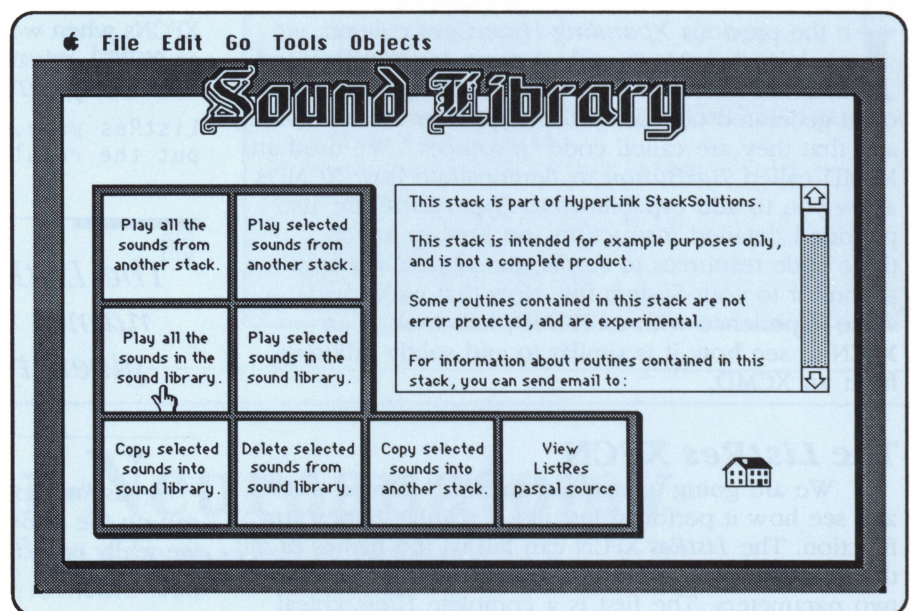 File Edit Go Tools Objects
Sound Library
Play all the
sounds from
another stack.
Play selected
sounds from
another stack.
Play all the
sounds in the
sound library.
Play selected
sounds in the
sound library.
Copy selected
sounds into
sound library.
Delete selected
sounds from
sound library.
Copy selected
sounds into
another stack.
View
ListRes
pascal source
This stack is part of HyperLink StackSolutions.
This stack is intended for example purposes only,
and is not a complete product.
Some routines contained in this stack are not
error protected, and are experimental.
For information about routines contained in this
stack, you can send email to: